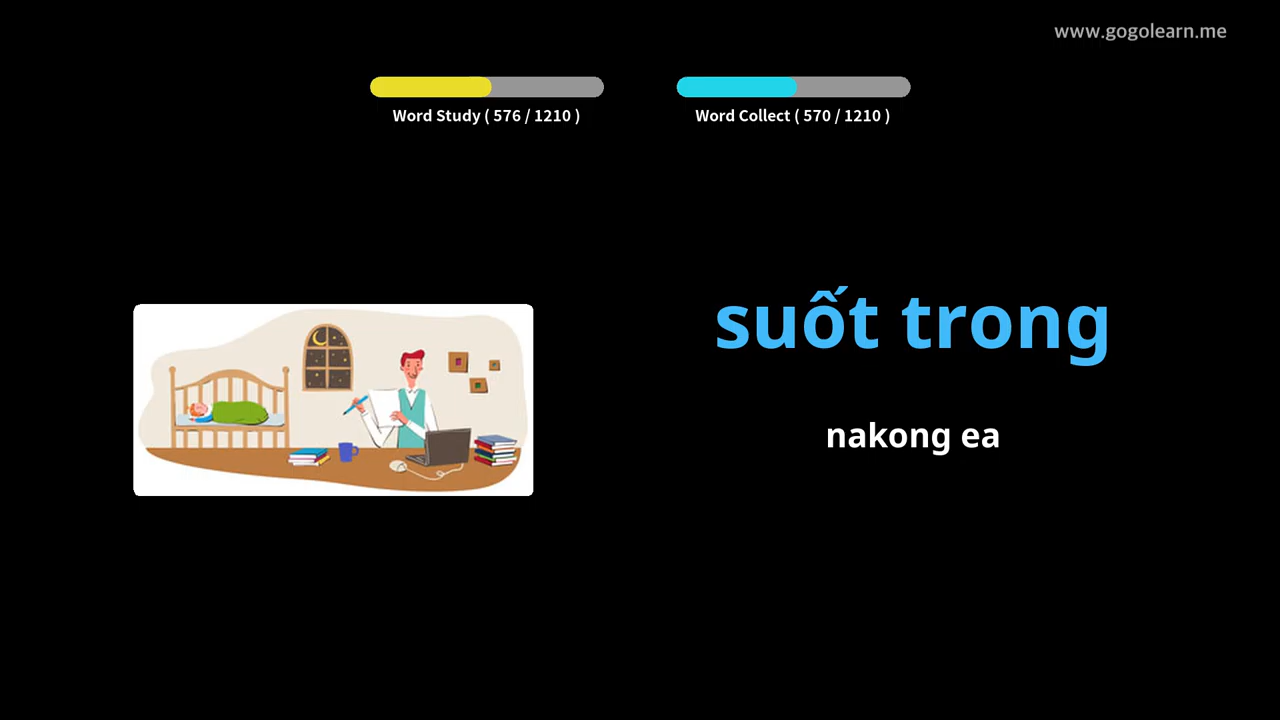 www.gogolearn.me
Word Study ( 576 / 1210 )
Word Collect ( 570 / 1210 )
suốt trong
nakong ea